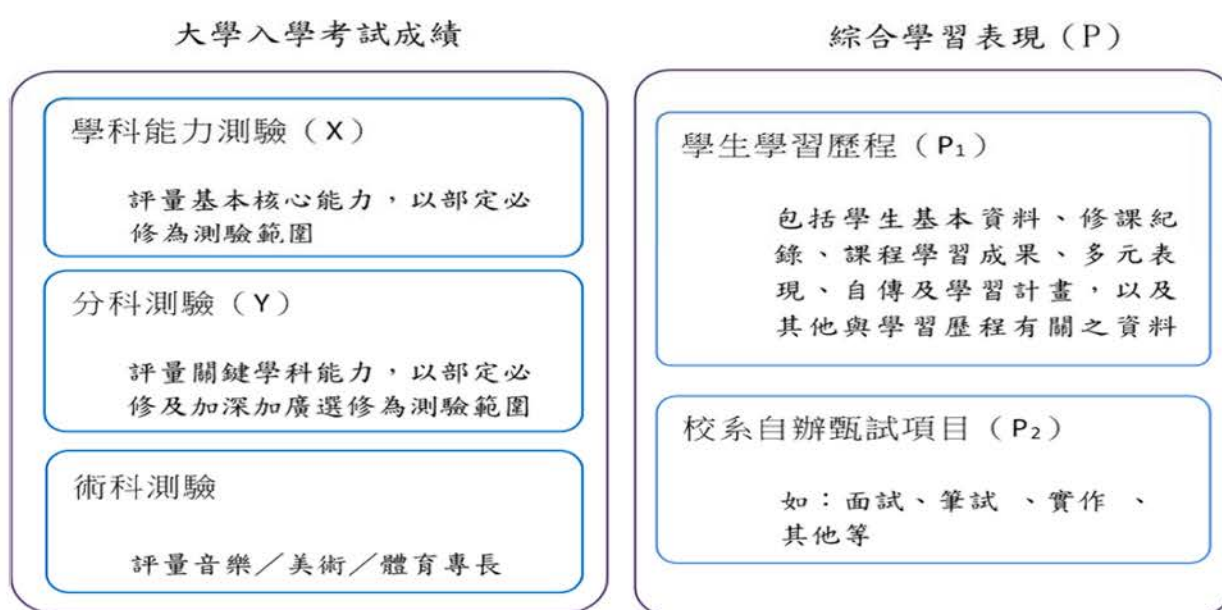 大學入學考試成績
學科能力測驗（X）
評量基本核心能力，以部定必
修為測驗範圍
分科測驗（Y）
評量關鍵學科能力，以部定必
修及加深加廣選修為測驗範圍
術科測驗
評量音樂／美術／體育專長
綜合學習表現（P）
學生學習歷程（P₁）
包括學生基本資料、修課紀
錄、課程學習成果、多元表
現、自傳及學習計畫，以及
其他與學習歷程有關之資料
校系自辦甄試項目（P₂）
如：面試、筆試 、實作 、
其他等